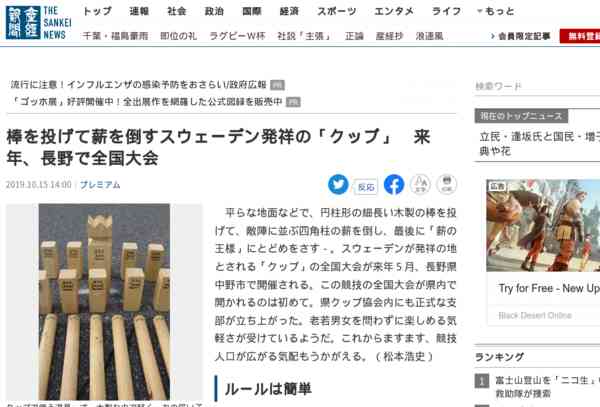 産経新聞 THE SANKEI NEWS
トップ 速報 社会 政治 国際 経済 スポーツ エンタメ ライフ もっと
千葉・福島豪雨 即位の礼 ラグビーW杯 社説「主張」 正論 産経抄 浪速風
会員限定記事 無料登録
流行に注意!インフルエンザの感染予防をおさらい/政府広報 PR
「ゴッホ展」好評開催中!全出展作を網羅した公式図録を販売中 PR
棒を投げて薪を倒すスウェーデン発祥の「クッブ」 来
年、長野で全国大会
2019.10.15 14:00 プレミアム
反応
文字
印刷
平らな地面などで、円柱形の細長い木製の棒を投
げて、敵陣に並ぶ四角柱の薪を倒し、最後に「薪の
王様」にとどめをさす-。スウェーデンが発祥の地
とされる「クッブ」の全国大会が来年5月、長野県
中野市で開催される。この競技の全国大会が県内で
開かれるのは初めて。県クッブ協会内にも正式な支
部が立ち上がった。老若男女を問わずに楽しめる気
軽さが受けているようだ。これからますます、競技
人口が広がる気配もうかがえる。(松本浩史)
ルールは簡単
検索ワード
現在のトップニュース
立民・逢坂氏と国民・増子
典や花
広告
Try for Free - New Up
Black Desert Online
ランキング
1 富士山登山を「ニコ生」
救助隊が捜索